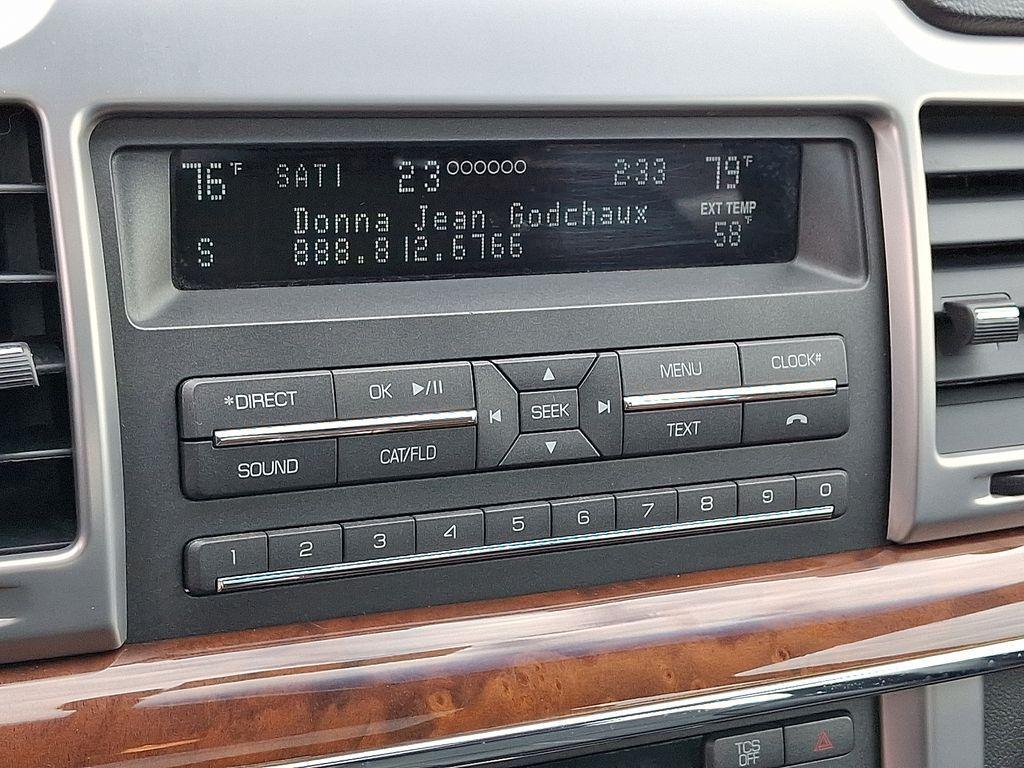 76°F SAT1 23 2:33 79°F
Donna Jean Godchaux EXT TEMP
S 888.812.6766 58°F
*DIRECT OK ▶/II MENU CLOCK#
SEEK
SOUND CAT/FLD TEXT
1 2 3 4 5 6 7 8 9 0
TCS
OFF